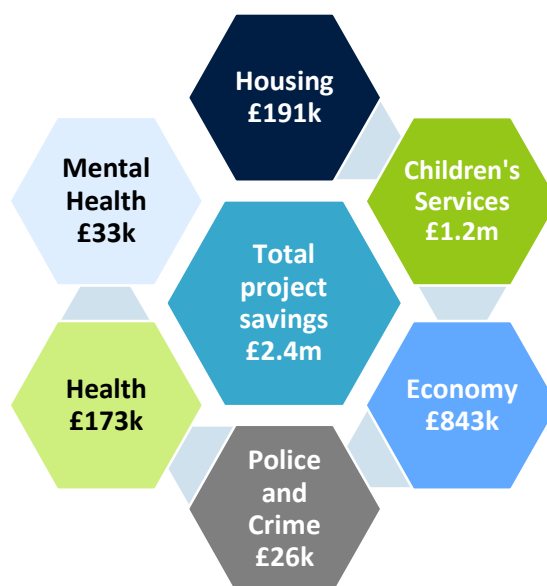 Housing
£191k
Children's
Services
£1.2m
Mental
Health
£33k
Total
project
savings
£2.4m
Health
£173k
Economy
£843k
Police
and
Crime
£26k